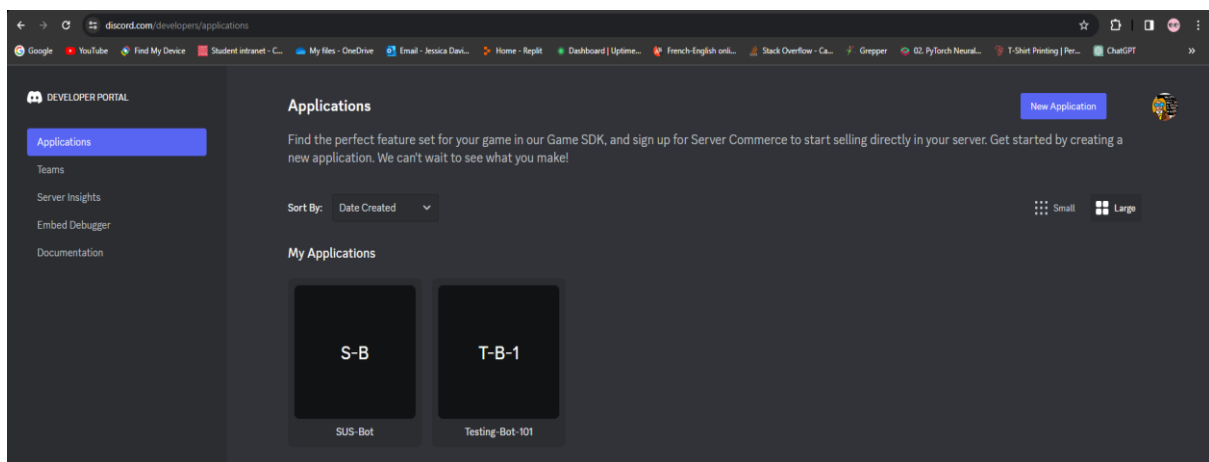 discord.com/developers/applications
Google YouTube Find My Device Student intranet - C... My files - OneDrive Email - Jessica Davi... Home - Replit Dashboard | Uptime... French-English onli... Stack Overflow - Ca... Grepper 02. PyTorch Neural... T-Shirt Printing | Per... ChatGPT »
DEVELOPER PORTAL
Applications
Teams
Server Insights
Embed Debugger
Documentation
Applications
New Application
Find the perfect feature set for your game in our Game SDK, and sign up for Server Commerce to start selling directly in your server. Get started by creating a
new application. We can't wait to see what you make!
Sort By: Date Created
Small Large
My Applications
S-B T-B-1
SUS-Bot Testing-Bot-101